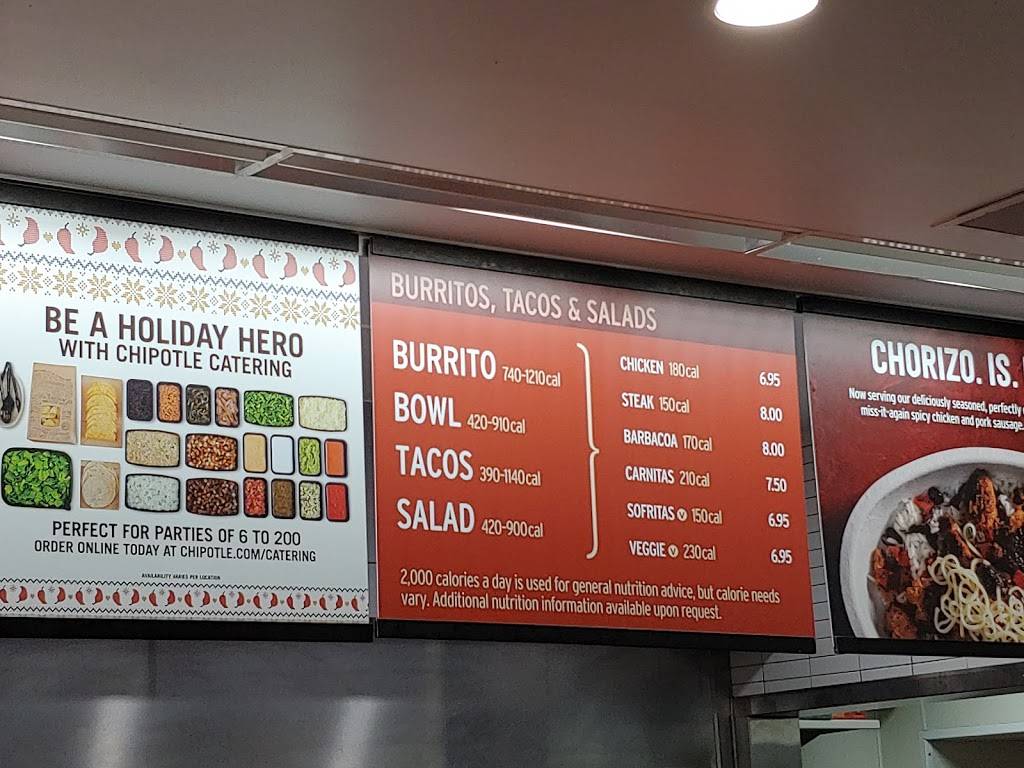 BE A HOLIDAY HERO
WITH CHIPOTLE CATERING
PERFECT FOR PARTIES OF 6 TO 200
ORDER ONLINE TODAY AT CHIPOTLE.COM/CATERING
AVAILABILITY VARIES PER LOCATION
BURRITOS, TACOS & SALADS
BURRITO 740-1210cal
BOWL 420-910cal
TACOS 390-1140cal
SALAD 420-900cal
CHICKEN 180cal 6.95
STEAK 150cal 8.00
BARBACOA 170cal 8.00
CARNITAS 210cal 7.50
SOFRITAS V 150cal 6.95
VEGGIE V 230cal 6.95
2,000 calories a day is used for general nutrition advice, but calorie needs
vary. Additional nutrition information available upon request.
CHORIZO. IS.
Now serving our deliciously seasoned, perfectly
miss-it-again spicy chicken and pork sausage.